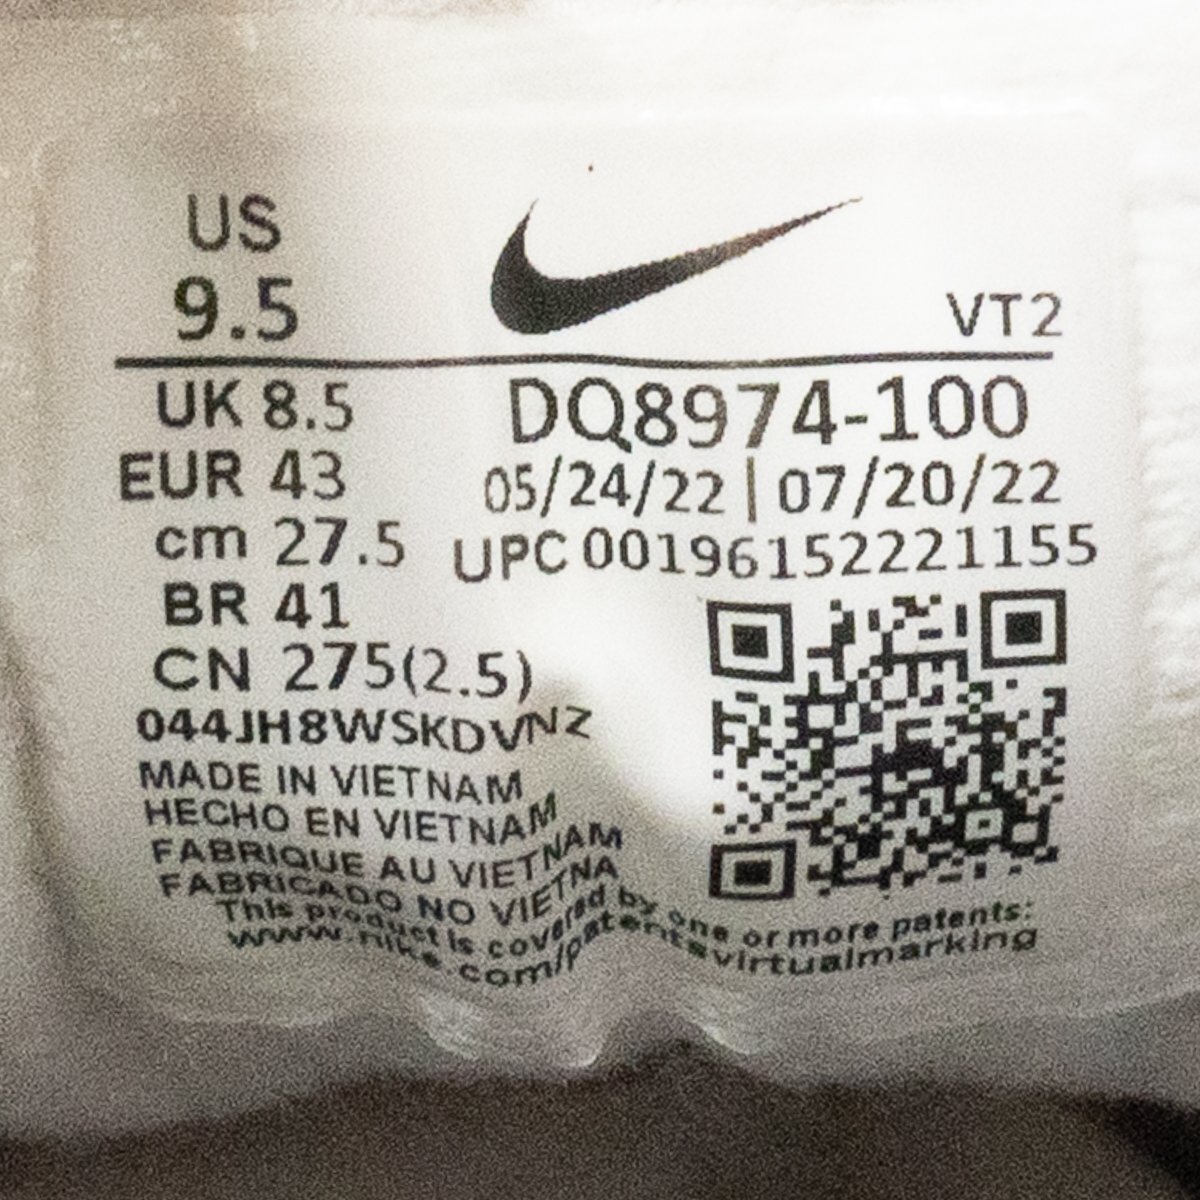 US
9.5
VT2
UK 8.5
DQ8974-100
EUR 43
05/24/22 | 07/20/22
cm 27.5
UPC 00196152221155
BR 41
CN 275(2.5)
044JH8WSKDVNZ
MADE IN VIETNAM
HECHO EN VIETNAM
FABRIQUE AU VIETNAM
FABRICADO NO VIETNA
This product is covered by one or more patents:
www.nike.com/patentsvirtualmarking